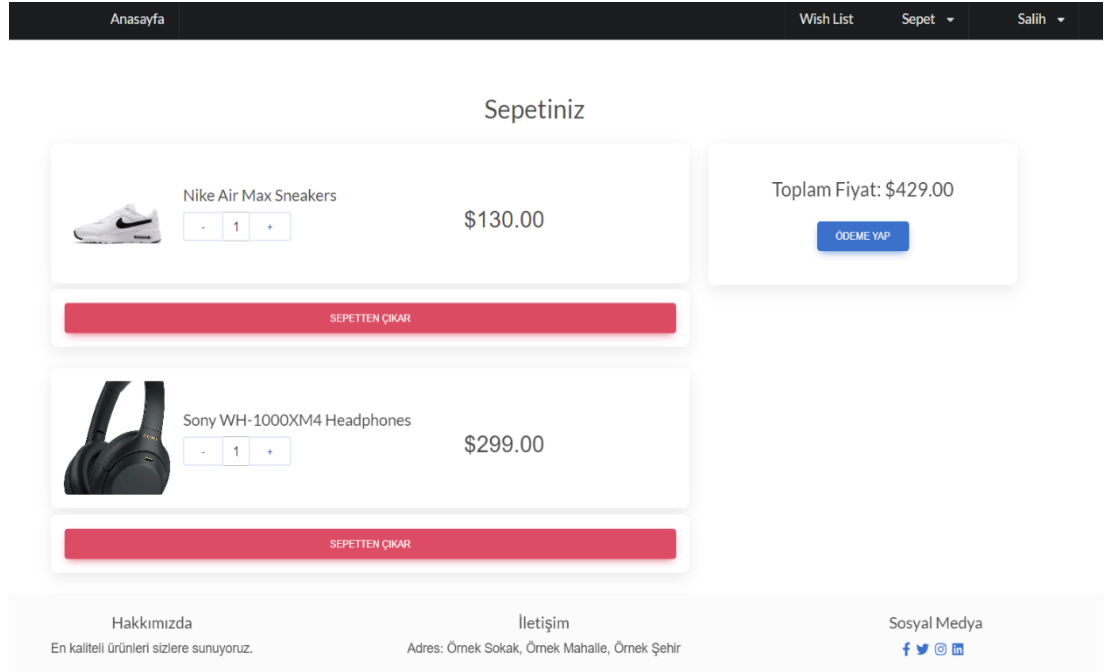 Anasayfa Wish List Sepet Salih
Sepetiniz
Nike Air Max Sneakers
- 1 +
$130.00
Toplam Fiyat: $429.00
ÖDEME YAP
SEPETTEN ÇIKAR
SONY
Sony WH-1000XM4 Headphones
- 1 +
$299.00
SEPETTEN ÇIKAR
Hakkımızda
En kaliteli ürünleri sizlere sunuyoruz.
İletişim
Adres: Örnek Sokak, Örnek Mahalle, Örnek Şehir
Sosyal Medya